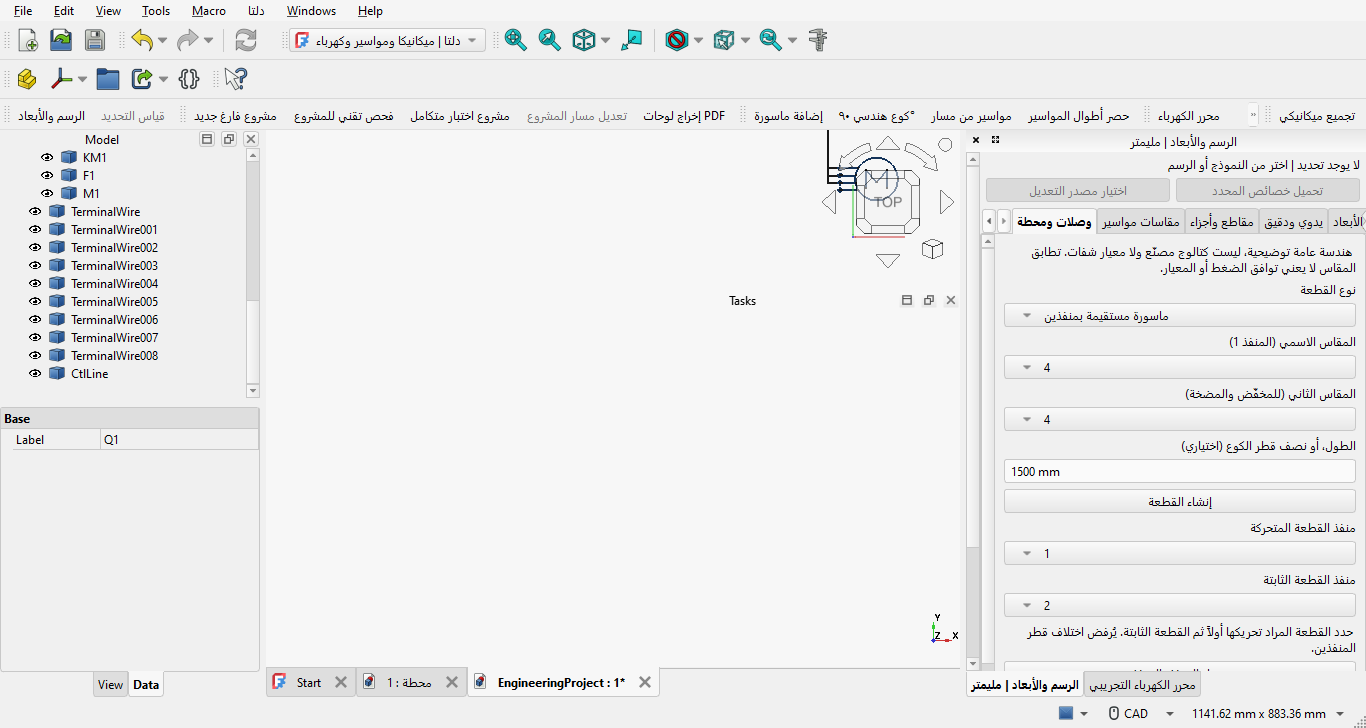 File Edit View Tools Macro دلتا Windows Help
دلتا | ميكانيكا ومواسير وكهرباء
الرسم والأبعاد قياس التحديد مشروع فارغ جديد فحص تقني للمشروع مشروع اختبار متكامل تعديل مسار المشروع إخراج لوحات PDF إضافة ماسورة كوع هندسي ٩٠° مواسير من مسار حصر أطوال المواسير محرر الكهرباء » تجميع ميكانيكي
Model
KM1
F1
M1
TerminalWire
TerminalWire001
TerminalWire002
TerminalWire003
TerminalWire004
TerminalWire005
TerminalWire006
TerminalWire007
TerminalWire008
CtlLine
Base
Label Q1
View Data
M
TOP
Tasks
Y
Z X
Start محطة : 1 EngineeringProject : 1*
الرسم والأبعاد | مليمتر
لا يوجد تحديد | اختر من النموذج أو الرسم
تحميل خصائص المحدد اختيار مصدر التعديل
الأبعاد يدوي ودقيق مقاطع وأجزاء مقاسات مواسير وصلات ومحطة
هندسة عامة توضيحية، ليست كتالوج مصنّع ولا معيار شفات. تطابق
المقاس لا يعني توافق الضغط أو المعيار.
نوع القطعة
ماسورة مستقيمة بمنفذين
المقاس الاسمي (المنفذ 1)
4
المقاس الثاني (للمخفّض والمضخة)
4
الطول، أو نصف قطر الكوع (اختياري)
1500 mm
إنشاء القطعة
منفذ القطعة المتحركة
1
منفذ القطعة الثابتة
2
حدد القطعة المراد تحريكها أولاً ثم القطعة الثابتة. يُرفض اختلاف قطر
المنفذين.
الرسم والأبعاد | مليمتر محرر الكهرباء التجريبي
CAD 1141.62 mm x 883.36 mm